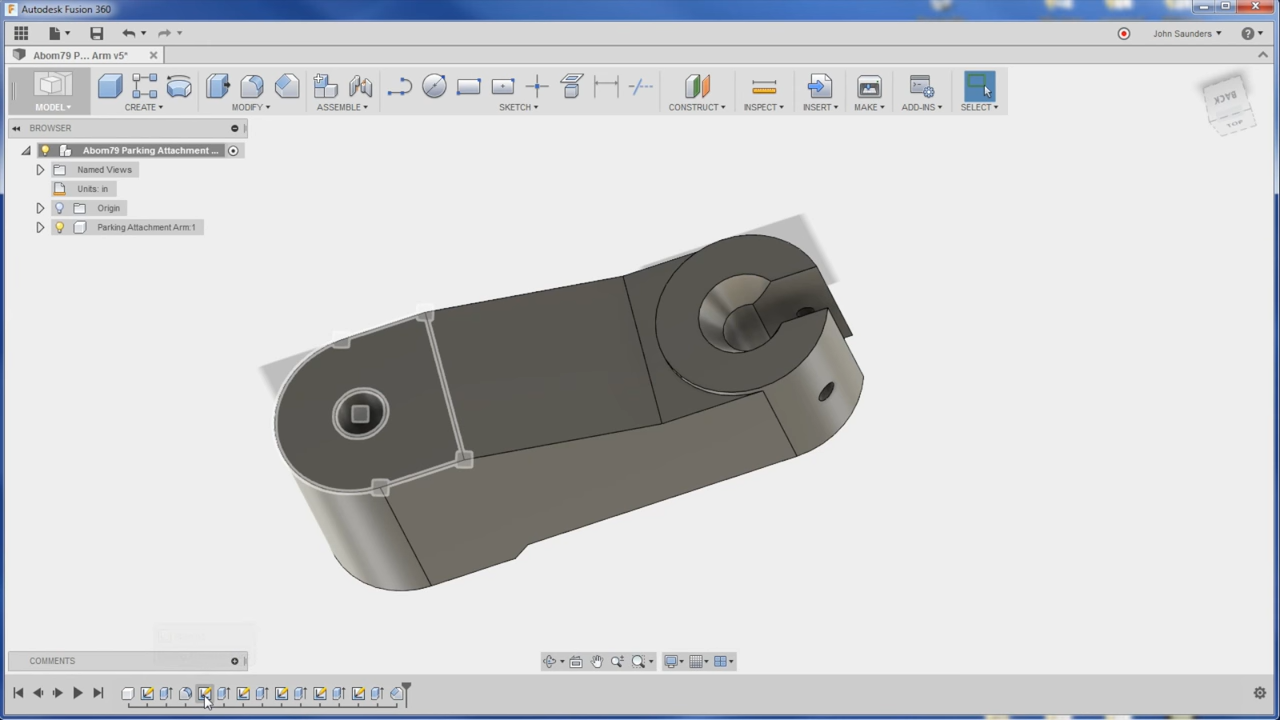 Autodesk Fusion 360
John Saunders
Abom79 P... Arm v5*
MODEL
CREATE
MODIFY
ASSEMBLE
SKETCH
CONSTRUCT
INSPECT
INSERT
MAKE
ADD-INS
SELECT
BACK
TOP
BROWSER
Abom79 Parking Attachment ...
Named Views
Units: in
Origin
Parking Attachment Arm:1
COMMENTS